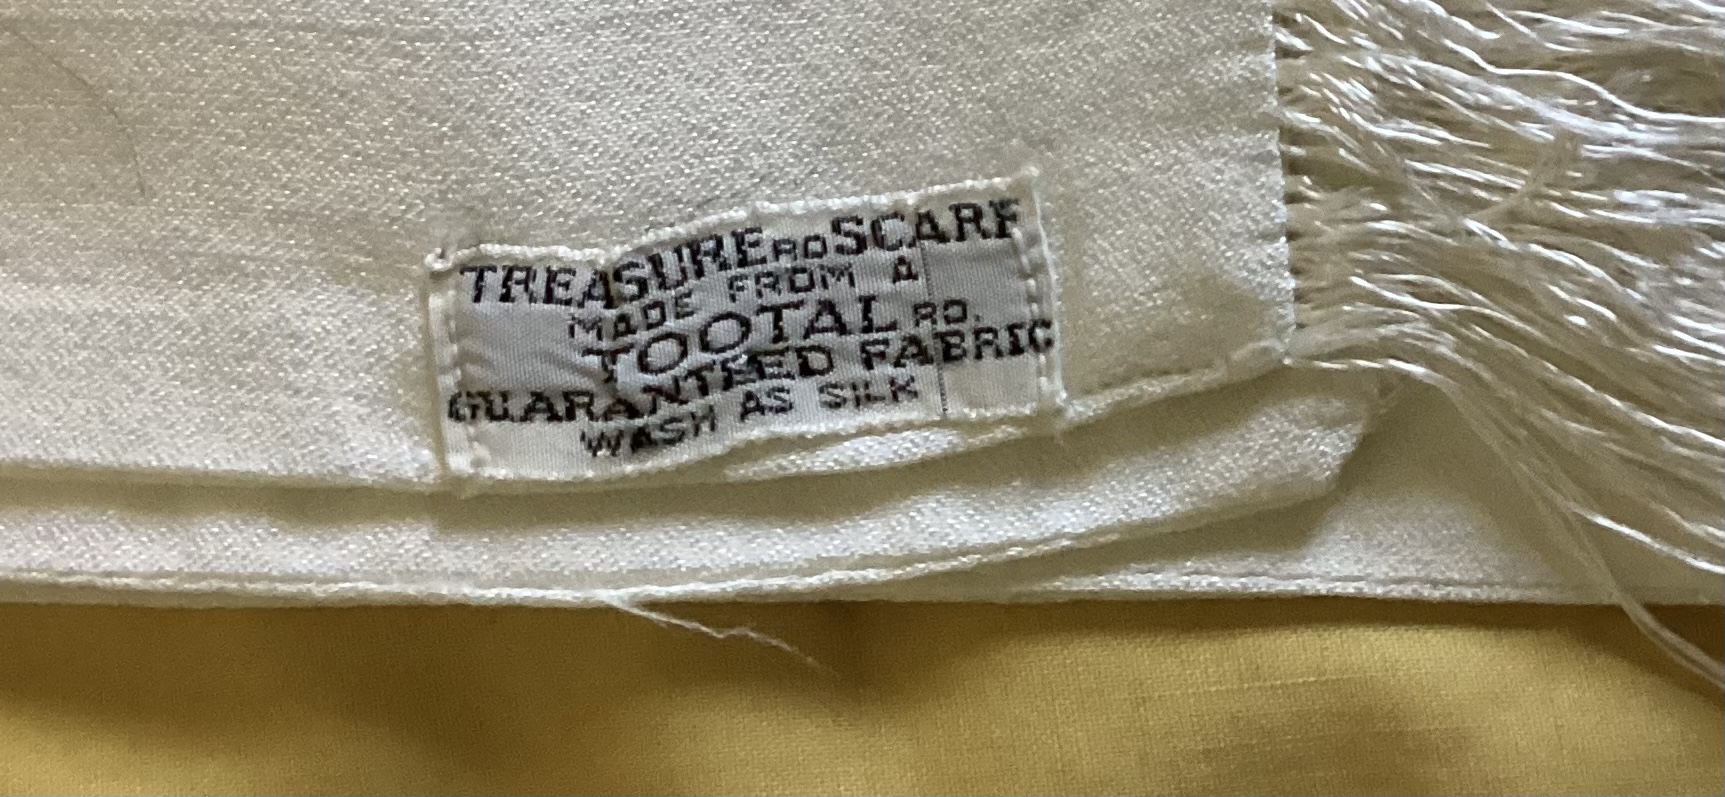 TREASURE RD SCARF
MADE FROM A
TOOTAL RD.
GUARANTEED FABRIC
WASH AS SILK